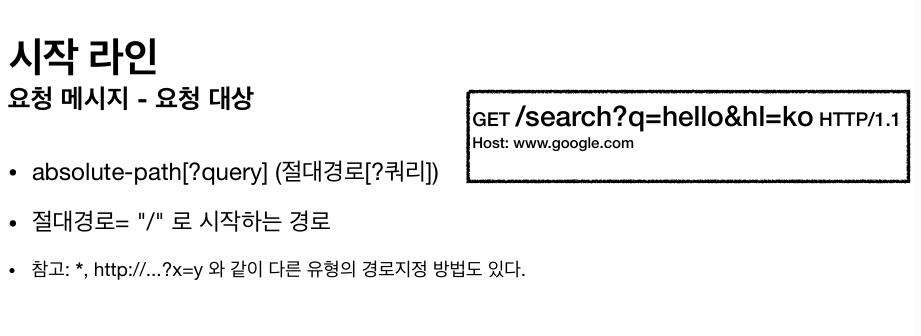 시작 라인
요청 메시지 - 요청 대상
GET /search?q=hello&hl=ko HTTP/1.1
Host: www.google.com
• absolute-path[?query] (절대경로[?쿼리])
• 절대경로= "/" 로 시작하는 경로
• 참고: *, http://...?x=y 와 같이 다른 유형의 경로지정 방법도 있다.